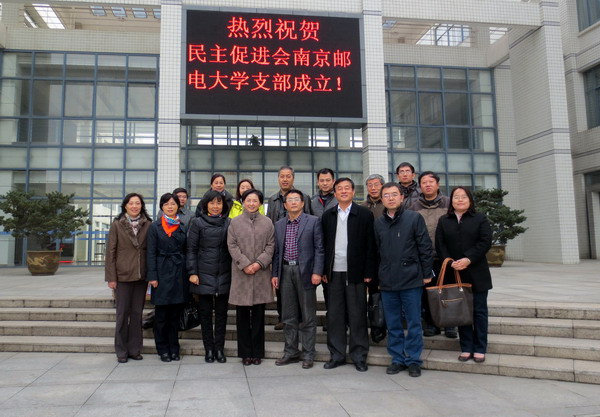 热烈祝贺
民主促进会南京邮
电大学支部成立！